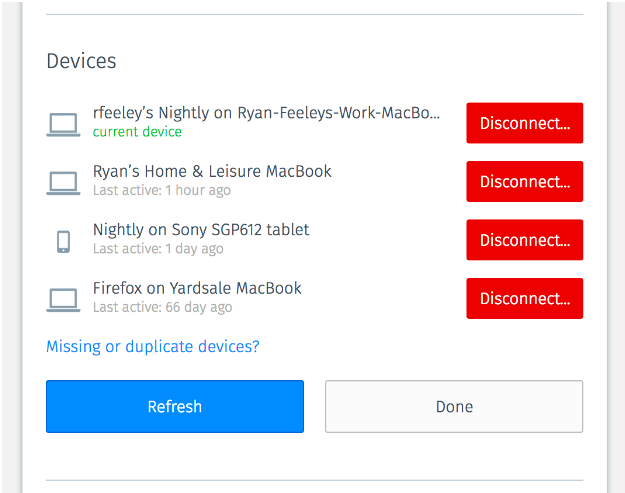 Devices
rfeeley’s Nightly on Ryan-Feeleys-Work-MacBo...
current device
Disconnect...
Ryan’s Home & Leisure MacBook
Last active: 1 hour ago
Disconnect...
Nightly on Sony SGP612 tablet
Last active: 1 day ago
Disconnect...
Firefox on Yardsale MacBook
Last active: 66 day ago
Disconnect...
Missing or duplicate devices?
Refresh
Done